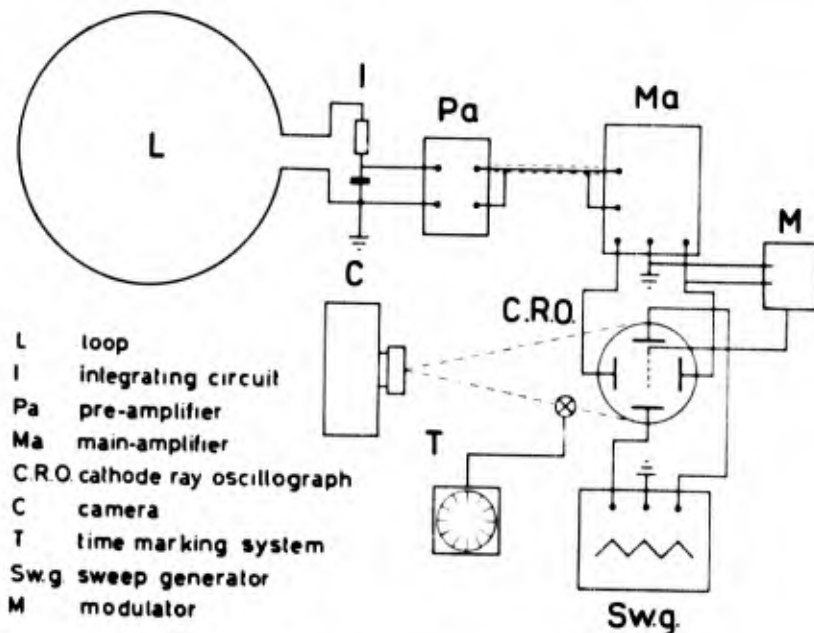 L
I
Pa
Ma
M
C
C.R.O.
T
Sw.g.
L loop
I integrating circuit
Pa pre-amplifier
Ma main-amplifier
C.R.O. cathode ray oscillograph
C camera
T time marking system
Sw.g. sweep generator
M modulator